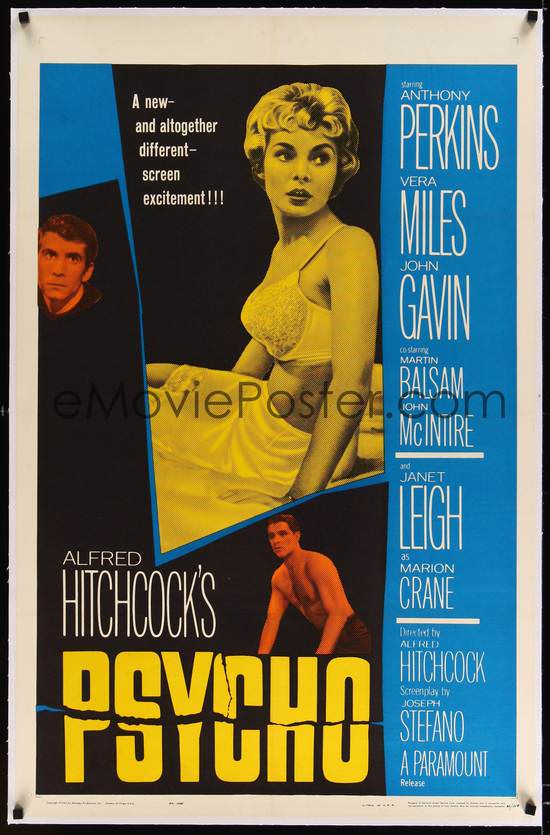 A new-
and altogether
different-
screen
excitement!!!
starring
ANTHONY
PERKINS
VERA
MILES
JOHN
GAVIN
co starring
MARTIN
BALSAM
JOHN
McINTIRE
and
JANET
LEIGH
as
MARION
CRANE
Directed by
ALFRED
HITCHCOCK
Screenplay by
JOSEPH
STEFANO
A PARAMOUNT
Release
ALFRED
HITCHCOCK'S
PSYCHO
eMoviePoster.com